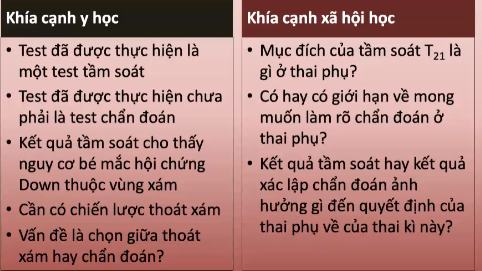 Khía cạnh y học
• Test đã được thực hiện là
một test tầm soát
• Test đã được thực hiện chưa
phải là test chẩn đoán
• Kết quả tầm soát cho thấy
nguy cơ bé mắc hội chứng
Down thuộc vùng xám
• Cần có chiến lược thoát xám
• Vấn đề là chọn giữa thoát
xám hay chẩn đoán?
Khía cạnh xã hội học
• Mục đích của tầm soát T21 là
gì ở thai phụ?
• Có hay có giới hạn về mong
muốn làm rõ chẩn đoán ở
thai phụ?
• Kết quả tầm soát hay kết quả
xác lập chẩn đoán ảnh
hưởng gì đến quyết định của
thai phụ về của thai kì này?